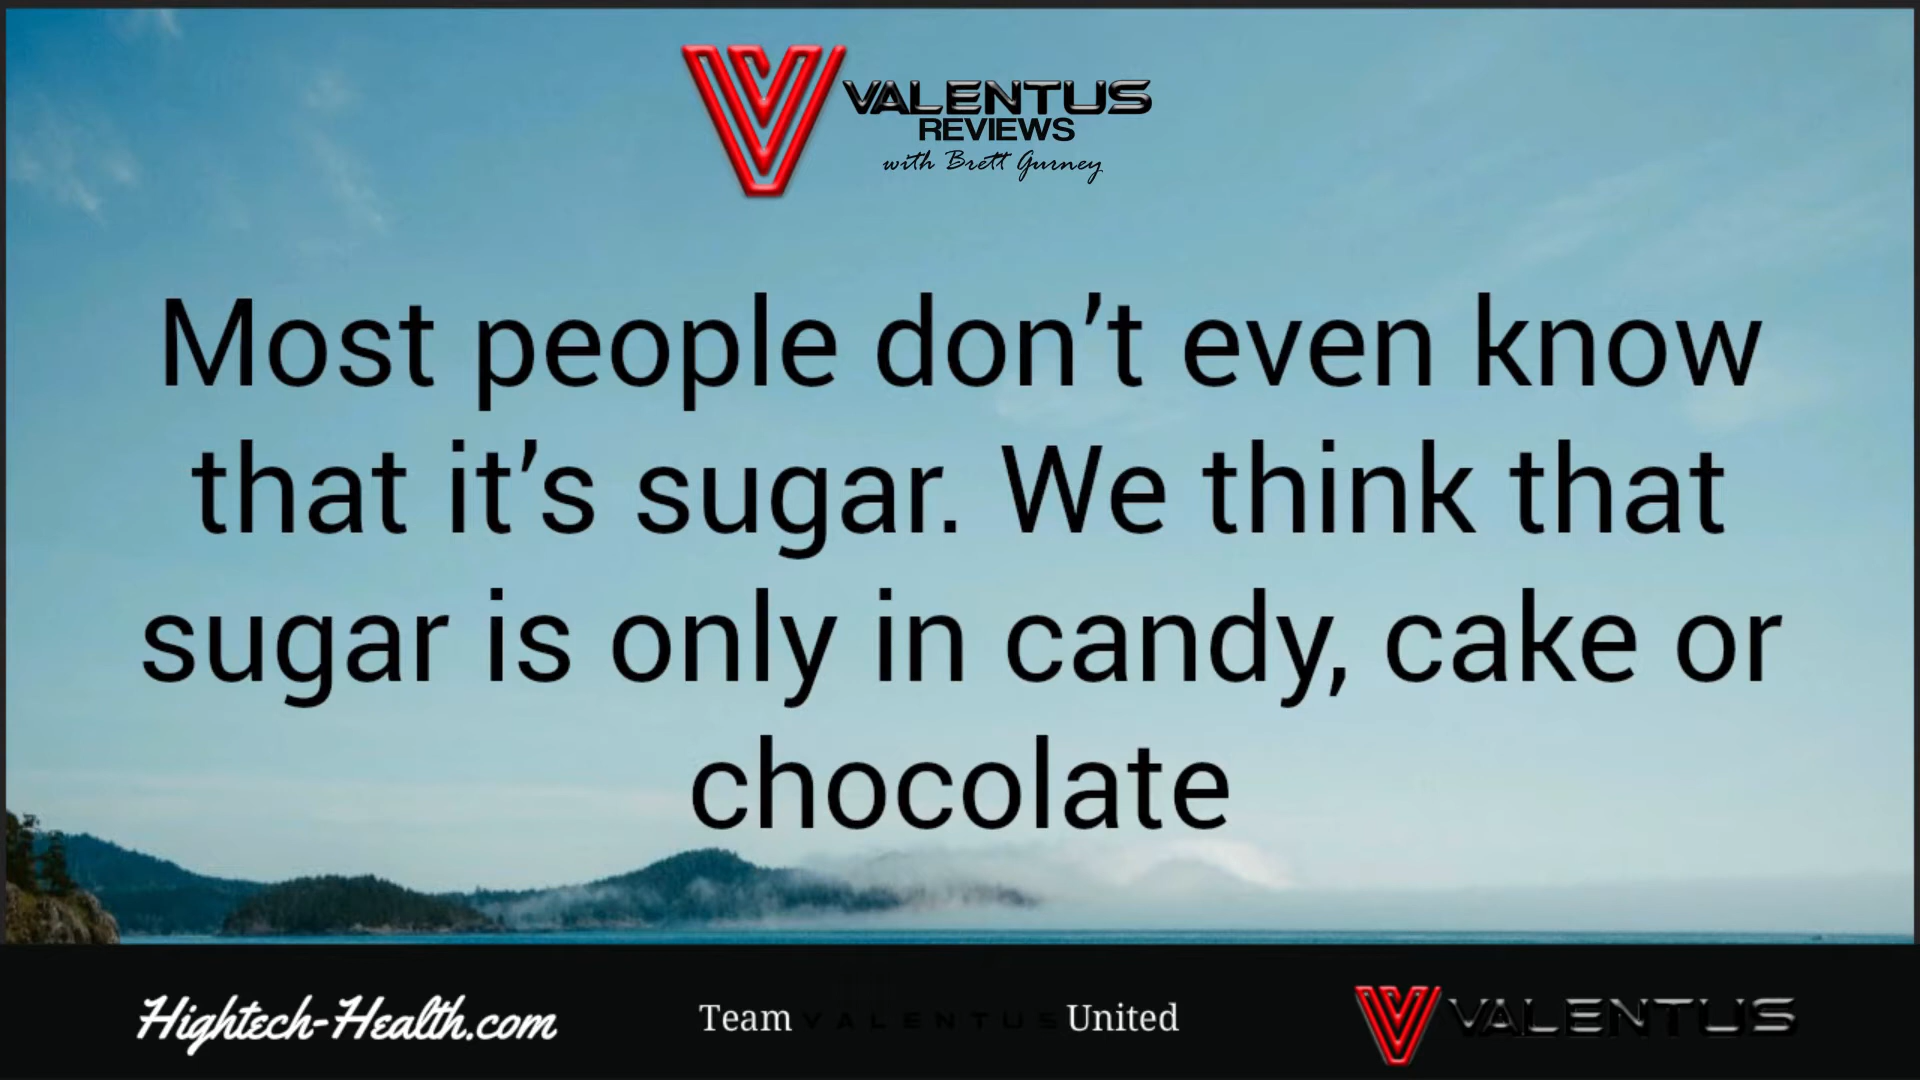 VALENTUS
REVIEWS
with Brett Gurney
Most people don’t even know
that it’s sugar. We think that
sugar is only in candy, cake or
chocolate
Hightech-Health.com
Team VALENTUS United
VALENTUS